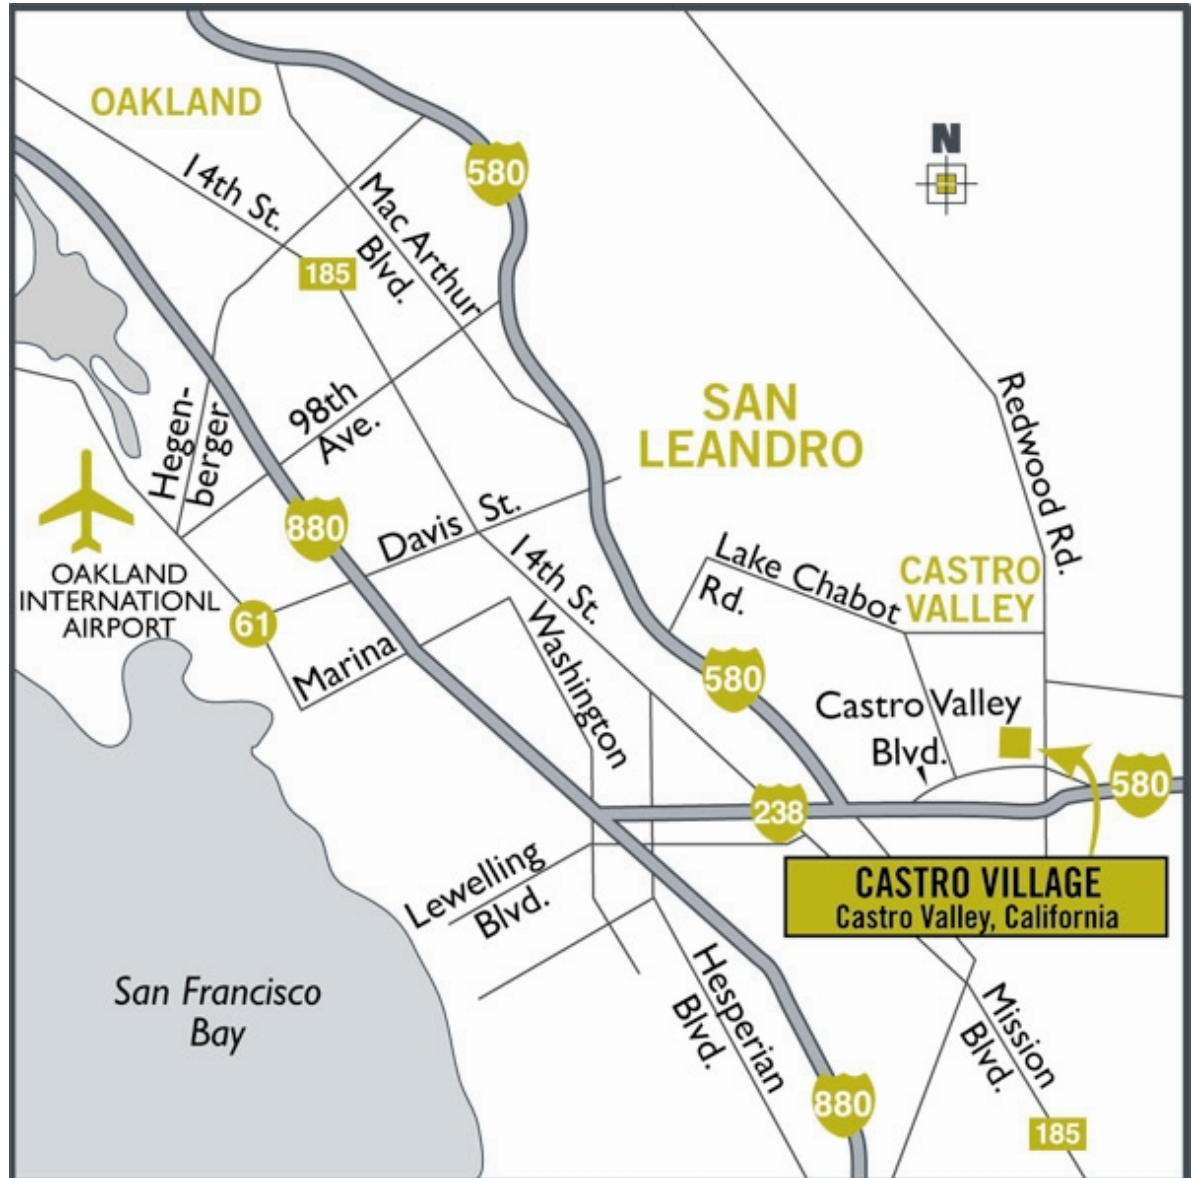 OAKLAND
580
N
14th St.
Mac Arthur
Blvd.
185
Hegen-
berger
98th
Ave.
SAN
LEANDRO
Redwood Rd.
880
Davis St.
OAKLAND
INTERNATIONL
AIRPORT
61
14th St.
Lake Chabot
Rd.
CASTRO
VALLEY
Marina
Washington
580
Castro Valley
Blvd.
580
238
Lewelling
Blvd.
CASTRO VILLAGE
Castro Valley, California
San Francisco
Bay
Hesperian
Blvd.
Mission
Blvd.
880
185